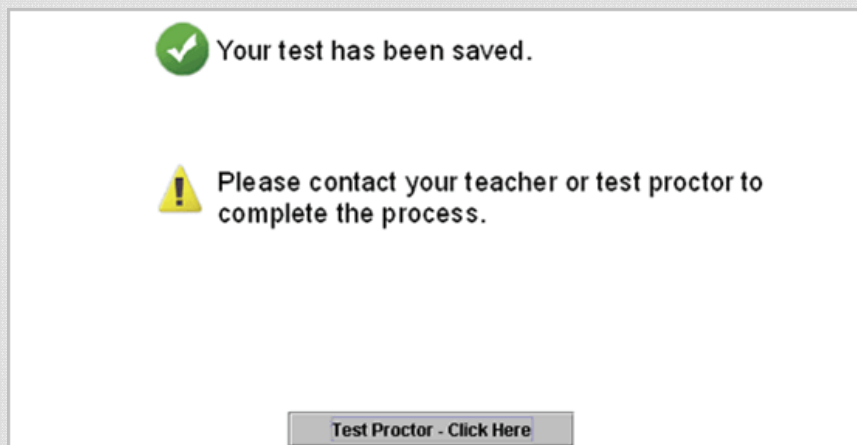 Your test has been saved.
Please contact your teacher or test proctor to
complete the process.
Test Proctor - Click Here